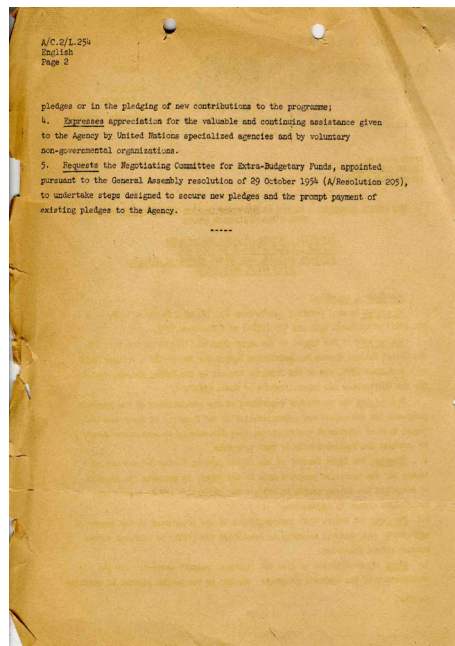 A/C.2/L.254
English
Page 2
pledges or in the pledging of new contributions to the programme;
4. Expresses appreciation for the valuable and continuing assistance given
to the Agency by United Nations specialized agencies and by voluntary
non-governmental organizations.
5. Requests the Negotiating Committee for Extra-Budgetary Funds, appointed
pursuant to the General Assembly resolution of 29 October 1954 (A/Resolution 205),
to undertake steps designed to secure new pledges and the prompt payment of
existing pledges to the Agency.
-----